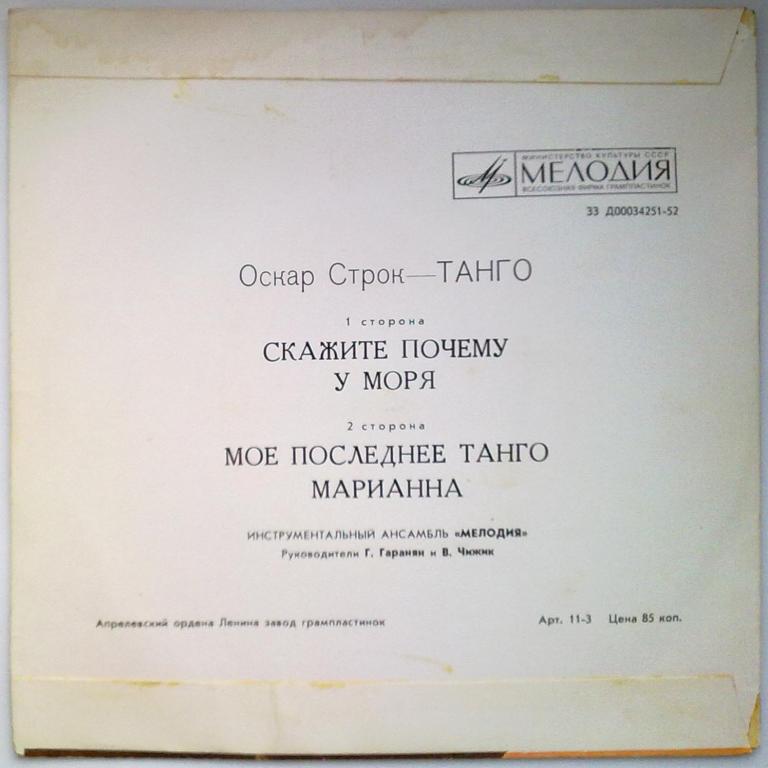 МИНИСТЕРСТВО КУЛЬТУРЫ СССР
МЕЛОДИЯ
ВСЕСОЮЗНАЯ ФИРМА ГРАМПЛАСТИНОК
33 Д00034251-52
Оскар Строк—ТАНГО
1 сторона
СКАЖИТЕ ПОЧЕМУ
У МОРЯ
2 сторона
МОЕ ПОСЛЕДНЕЕ ТАНГО
МАРИАННА
ИНСТРУМЕНТАЛЬНЫЙ АНСАМБЛЬ «МЕЛОДИЯ»
Руководители Г. Гаранян и В. Чижик
Апрелевский ордена Ленина завод грампластинок Арт. 11-3 Цена 85 коп.